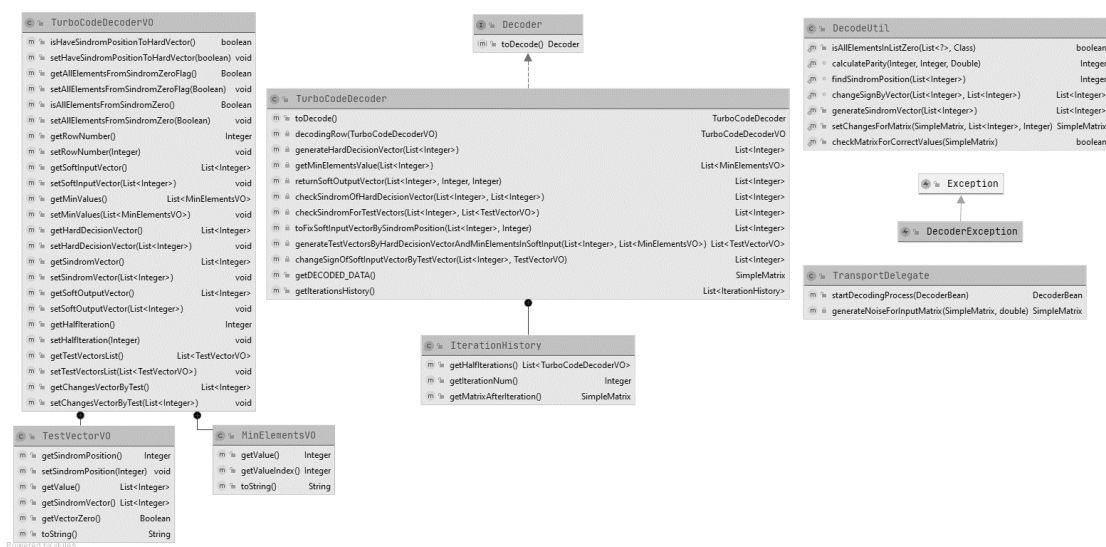 TurboCodeDecoderVO
isHaveSindromPositionToHardVector() boolean
setHaveSindromPositionToHardVector(boolean) void
getAllElementsFromSindromZeroFlag() Boolean
setAllElementsFromSindromZeroFlag(Boolean) void
isAllElementsFromSindromZero() Boolean
setAllElementsFromSindromZero(Boolean) void
getRowNumber() Integer
setRowNumber(Integer) void
getSoftInputVector() List<Integer>
setSoftInputVector(List<Integer>) void
getMinValues() List<MinElementsVO>
setMinValues(List<MinElementsVO>) void
getHardDecisionVector() List<Integer>
setHardDecisionVector(List<Integer>) void
getSindromVector() List<Integer>
setSindromVector(List<Integer>) void
getSoftOutputVector() List<Integer>
setSoftOutputVector(List<Integer>) void
getHalfIteration() Integer
setHalfIteration(Integer) void
getTestVectorsList() List<TestVectorVO>
setTestVectorsList(List<TestVectorVO>) void
getChangesVectorByTest() List<Integer>
setChangesVectorByTest(List<Integer>) void
TestVectorVO
getSindromPosition() Integer
setSindromPosition(Integer) void
getValue() List<Integer>
getSindromVector() List<Integer>
getVectorZero() Boolean
toString() String
MinElementsVO
getValue() Integer
getValueIndex() Integer
toString() String
Decoder
toDecode() Decoder
TurboCodeDecoder
toDecode() TurboCodeDecoder
decodingRow(TurboCodeDecoderVO) TurboCodeDecoderVO
generateHardDecisionVector(List<Integer>) List<Integer>
getMinElementsValue(List<Integer>) List<MinElementsVO>
returnSoftOutputVector(List<Integer>, Integer, Integer) List<Integer>
checkSindromOfHardDecisionVector(List<Integer>, List<Integer>) List<Integer>
checkSindromForTestVectors(List<Integer>, List<TestVectorVO>) List<Integer>
toFixSoftInputVectorBySindromPosition(List<Integer>, Integer) List<Integer>
generateTestVectorsByHardDecisionVectorAndMinElementsInSoftInput(List<Integer>, List<MinElementsVO>) List<TestVectorVO>
changeSignOfSoftInputVectorByTestVector(List<Integer>, TestVectorVO) List<Integer>
getDECODED_DATA() SimpleMatrix
getIterationsHistory() List<IterationHistory>
IterationHistory
getHalfIterations() List<TurboCodeDecoderVO>
getIterationNum() Integer
getMatrixAfterIteration() SimpleMatrix
DecodeUtil
isAllElementsInListZero(List<?>, Class) boolean
calculateParity(Integer, Integer, Double) Integer
findSindromPosition(List<Integer>) Integer
changeSignByVector(List<Integer>, List<Integer>) List<Integer>
generateSindromVector(List<Integer>) List<Integer>
setChangesForMatrix(SimpleMatrix, List<Integer>, Integer) SimpleMatrix
checkMatrixForCorrectValues(SimpleMatrix) boolean
Exception
DecoderException
TransportDelegate
startDecodingProcess(DecoderBean) DecoderBean
generateNoiseForInputMatrix(SimpleMatrix, double) SimpleMatrix
Powered by yFiles